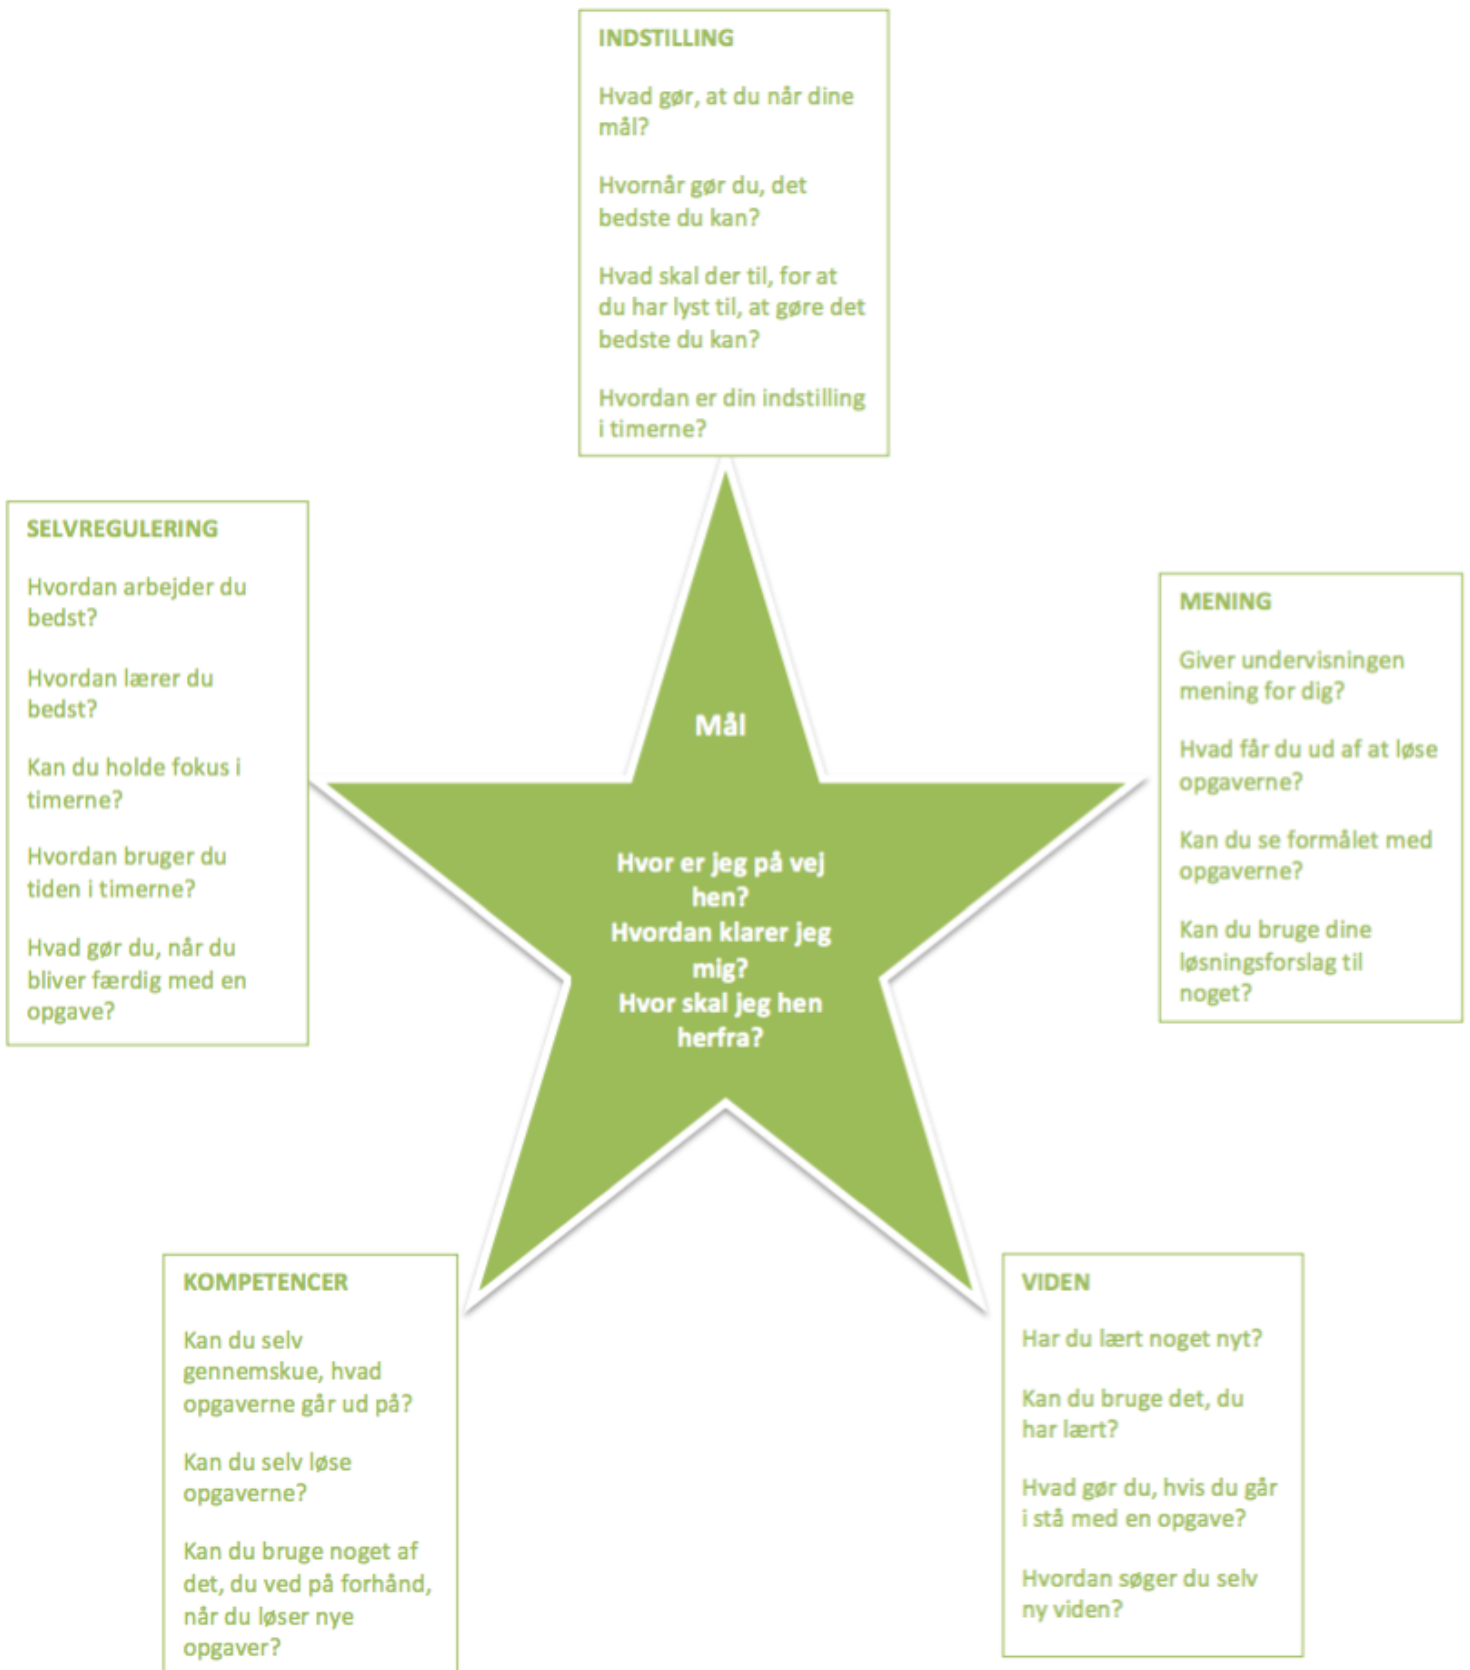 INDSTILLING
Hvad gør, at du når dine
mål?
Hvornår gør du, det
bedste du kan?
Hvad skal der til, for at
du har lyst til, at gøre det
bedste du kan?
Hvordan er din indstilling
i timerne?
SELVREGULERING
Hvordan arbejder du
bedst?
Hvordan lærer du
bedst?
Kan du holde fokus i
timerne?
Hvordan bruger du
tiden i timerne?
Hvad gør du, når du
bliver færdig med en
opgave?
Mål
Hvor er jeg på vej
hen?
Hvordan klarer jeg
mig?
Hvor skal jeg hen
herfra?
MENING
Giver undervisningen
mening for dig?
Hvad får du ud af at løse
opgaverne?
Kan du se formålet med
opgaverne?
Kan du bruge dine
løsningsforslag til
noget?
KOMPETENCER
Kan du selv
gennemskue, hvad
opgaverne går ud på?
Kan du selv løse
opgaverne?
Kan du bruge noget af
det, du ved på forhånd,
når du løser nye
opgaver?
VIDEN
Har du lært noget nyt?
Kan du bruge det, du
har lært?
Hvad gør du, hvis du går
i stå med en opgave?
Hvordan søger du selv
ny viden?